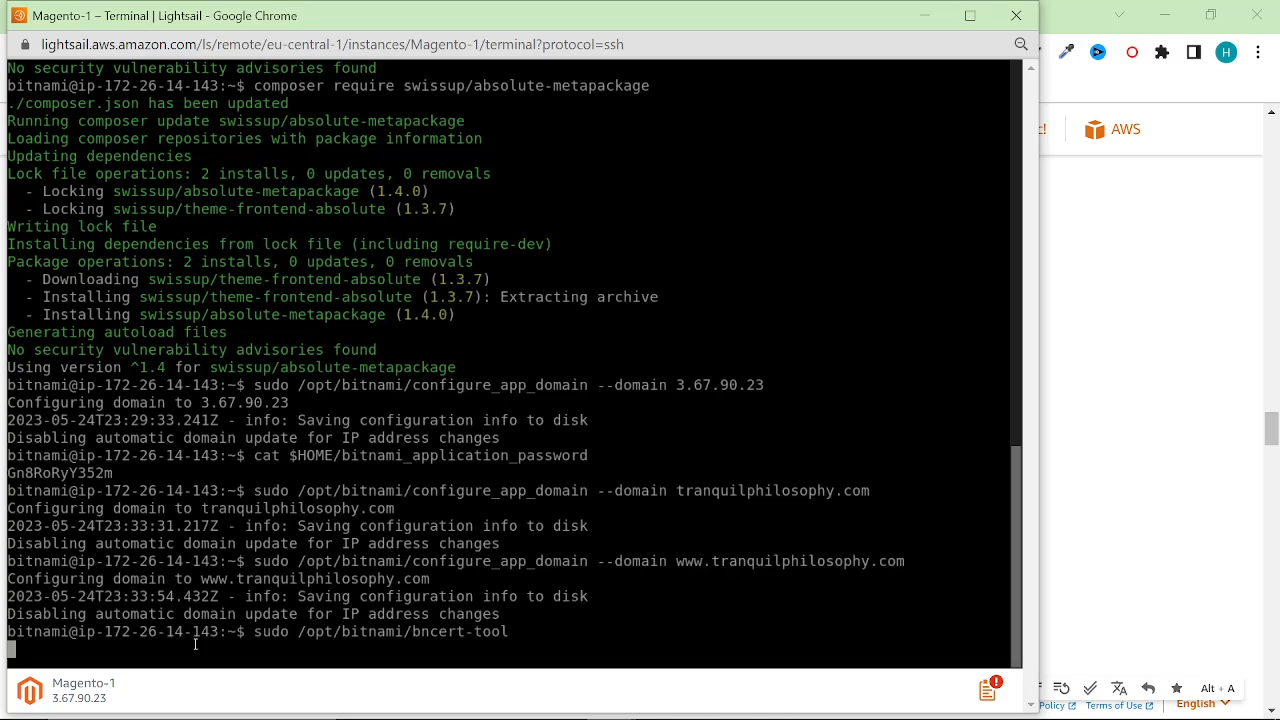 Magento-1 - Terminal | Lightsail - Google Chrome
lightsail.aws.amazon.com/ls/remote/eu-central-1/instances/Magento-1/terminal?protocol=ssh
H
No security vulnerability advisories found
bitnami@ip-172-26-14-143:~$ composer require swissup/absolute-metapackage
./composer.json has been updated
Running composer update swissup/absolute-metapackage
Loading composer repositories with package information
Updating dependencies
Lock file operations: 2 installs, 0 updates, 0 removals
- Locking swissup/absolute-metapackage (1.4.0)
- Locking swissup/theme-frontend-absolute (1.3.7)
Writing lock file
Installing dependencies from lock file (including require-dev)
Package operations: 2 installs, 0 updates, 0 removals
- Downloading swissup/theme-frontend-absolute (1.3.7)
- Installing swissup/theme-frontend-absolute (1.3.7): Extracting archive
- Installing swissup/absolute-metapackage (1.4.0)
Generating autoload files
No security vulnerability advisories found
Using version ^1.4 for swissup/absolute-metapackage
bitnami@ip-172-26-14-143:~$ sudo /opt/bitnami/configure_app_domain --domain 3.67.90.23
Configuring domain to 3.67.90.23
2023-05-24T23:29:33.241Z - info: Saving configuration info to disk
Disabling automatic domain update for IP address changes
bitnami@ip-172-26-14-143:~$ cat $HOME/bitnami_application_password
Gn8RoRyY352m
bitnami@ip-172-26-14-143:~$ sudo /opt/bitnami/configure_app_domain --domain tranquilphilosophy.com
Configuring domain to tranquilphilosophy.com
2023-05-24T23:33:31.217Z - info: Saving configuration info to disk
Disabling automatic domain update for IP address changes
bitnami@ip-172-26-14-143:~$ sudo /opt/bitnami/configure_app_domain --domain www.tranquilphilosophy.com
Configuring domain to www.tranquilphilosophy.com
2023-05-24T23:33:54.432Z - info: Saving configuration info to disk
Disabling automatic domain update for IP address changes
bitnami@ip-172-26-14-143:~$ sudo /opt/bitnami/bncert-tool
Magento-1
3.67.90.23
c!
AWS
Alt + A
Policy
Terms of Use
English